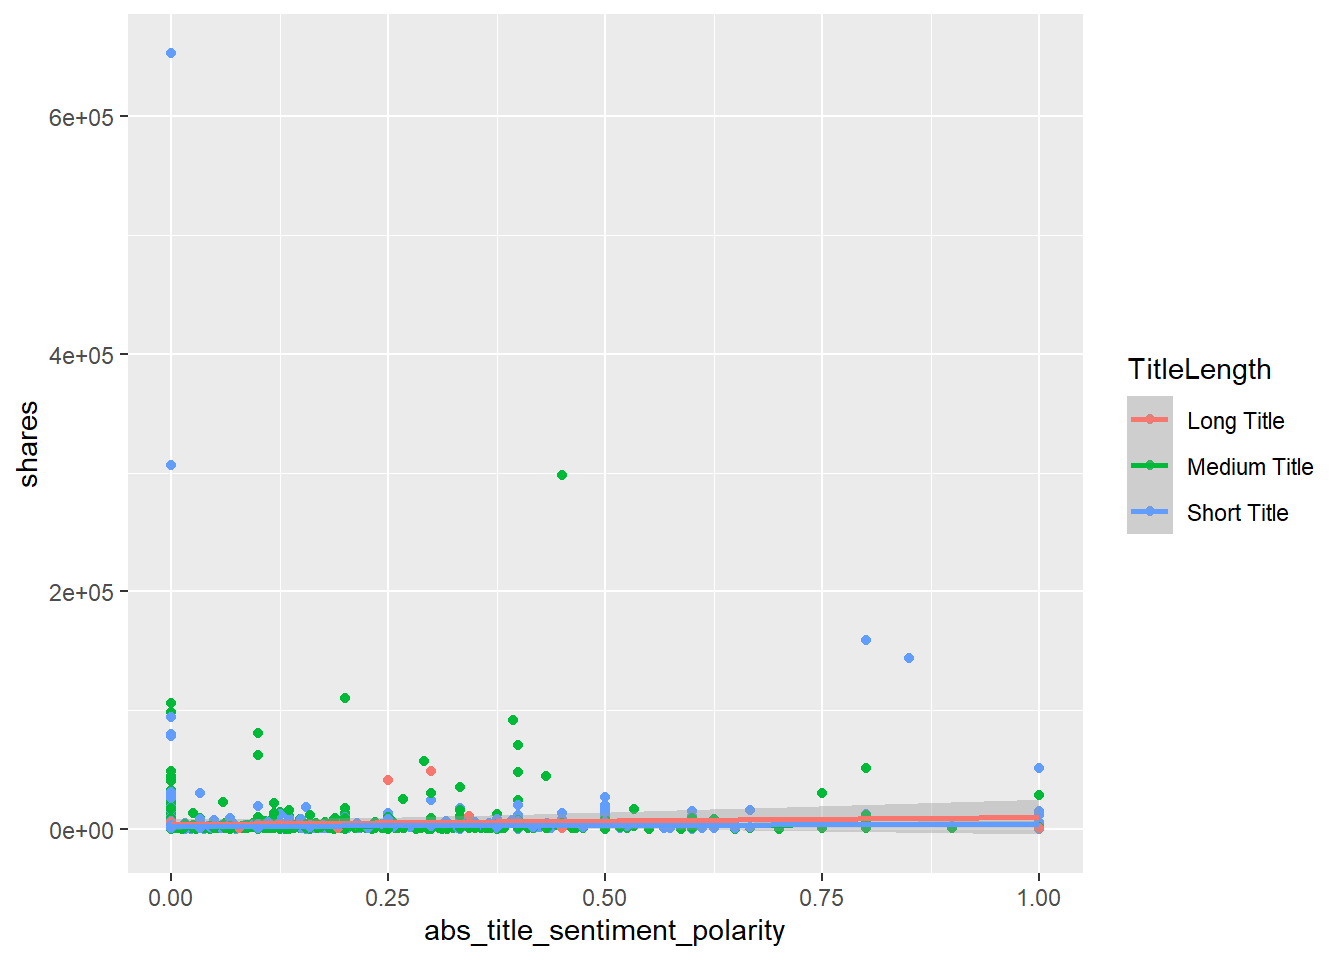 6e+05
4e+05
2e+05
0e+00
shares
0.00 0.25 0.50 0.75 1.00
abs_title_sentiment_polarity
TitleLength
Long Title
Medium Title
Short Title